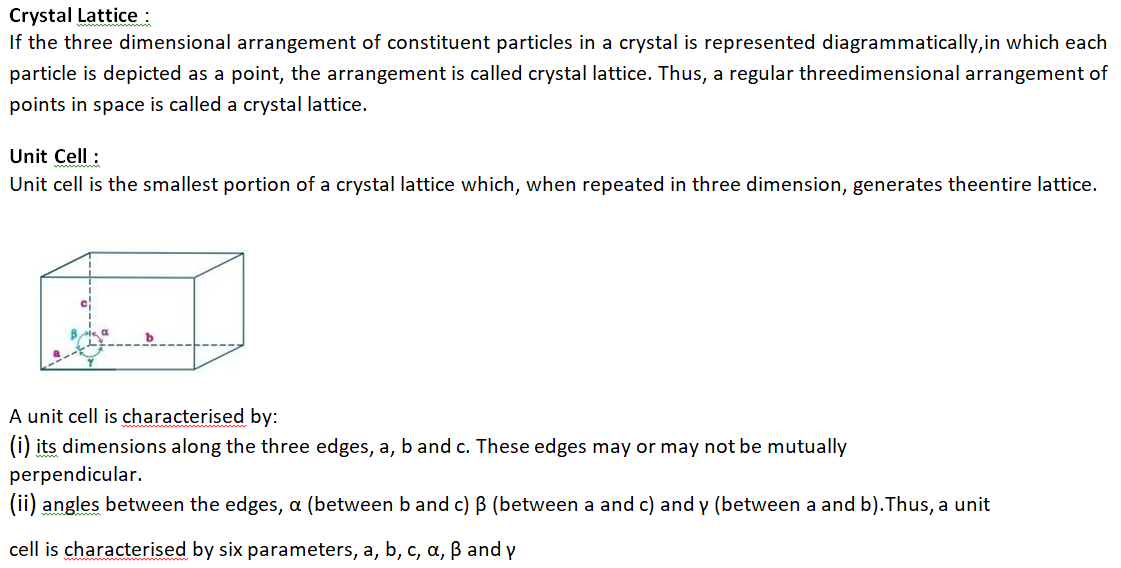 Crystal Lattice :
If the three dimensional arrangement of constituent particles in a crystal is represented diagrammatically,in which each
particle is depicted as a point, the arrangement is called crystal lattice. Thus, a regular threedimensional arrangement of
points in space is called a crystal lattice.
Unit Cell :
Unit cell is the smallest portion of a crystal lattice which, when repeated in three dimension, generates theentire lattice.
c
β α b
a
γ
A unit cell is characterised by:
(i) its dimensions along the three edges, a, b and c. These edges may or may not be mutually
perpendicular.
(ii) angles between the edges, α (between b and c) β (between a and c) and γ (between a and b).Thus, a unit
cell is characterised by six parameters, a, b, c, α, β and γ